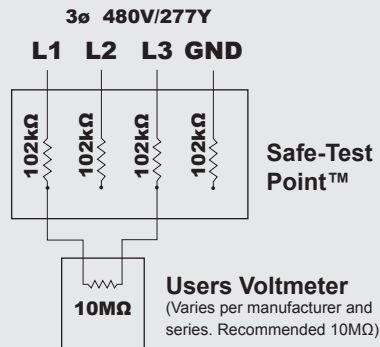 3ø 480V/277Y
L1 L2 L3 GND
102kΩ 102kΩ 102kΩ 102kΩ
Safe-Test
Point™
10MΩ
Users Voltmeter
(Varies per manufacturer and
series. Recommended 10MΩ)